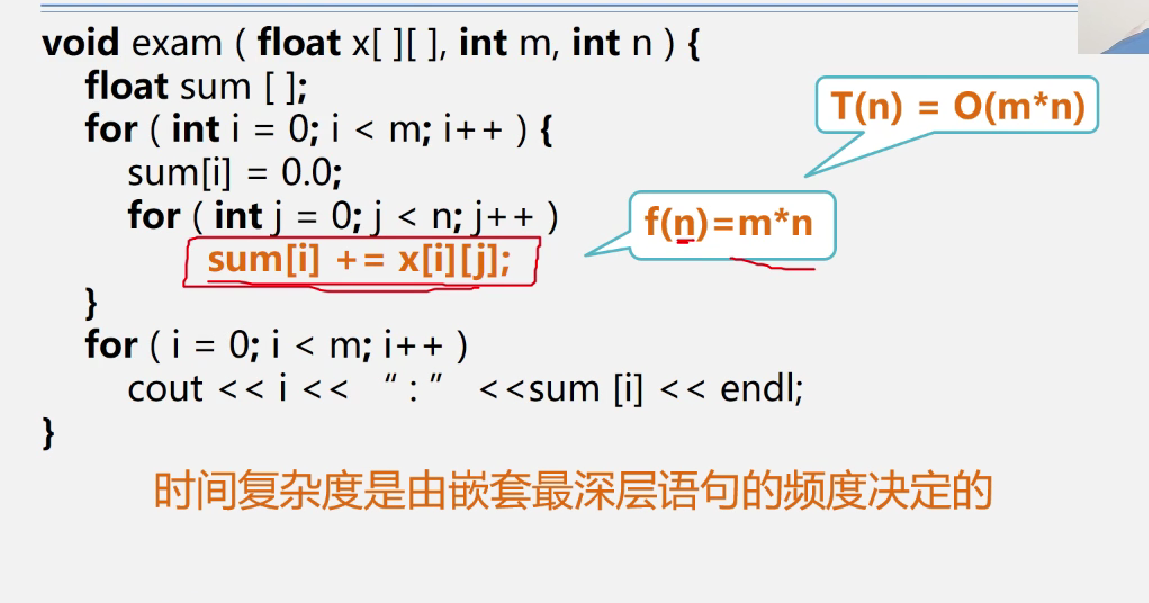 void exam ( float x[ ][ ], int m, int n ) {
float sum [ ];
for ( int i = 0; i < m; i++ ) {
sum[i] = 0.0;
for ( int j = 0; j < n; j++ )
sum[i] += x[i][j];
}
for ( i = 0; i < m; i++ )
cout << i << “ : ” <<sum [i] << endl;
}
T(n) = O(m*n)
f(n)=m*n
时间复杂度是由嵌套最深层语句的频度决定的